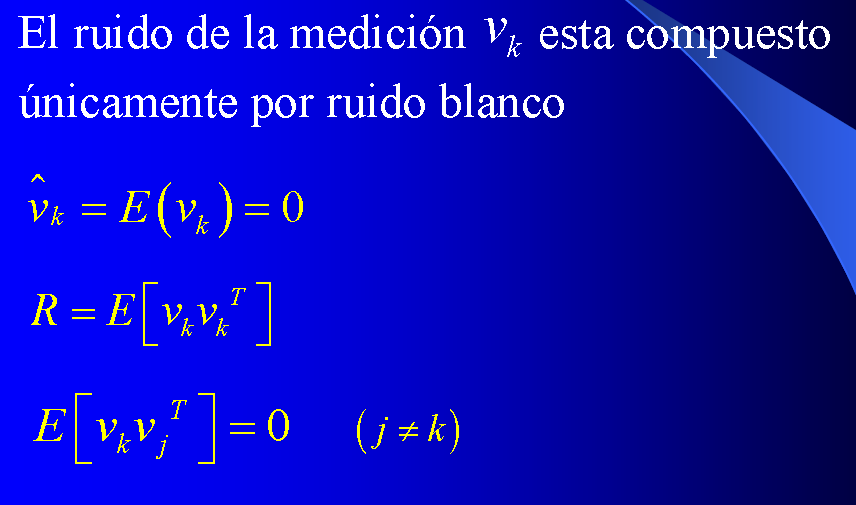 El ruido de la medición v_k esta compuesto
únicamente por ruido blanco
v̂_k = E(v_k) = 0
R = E[v_k v_k^T]
E[v_k v_j^T] = 0 (j ≠ k)